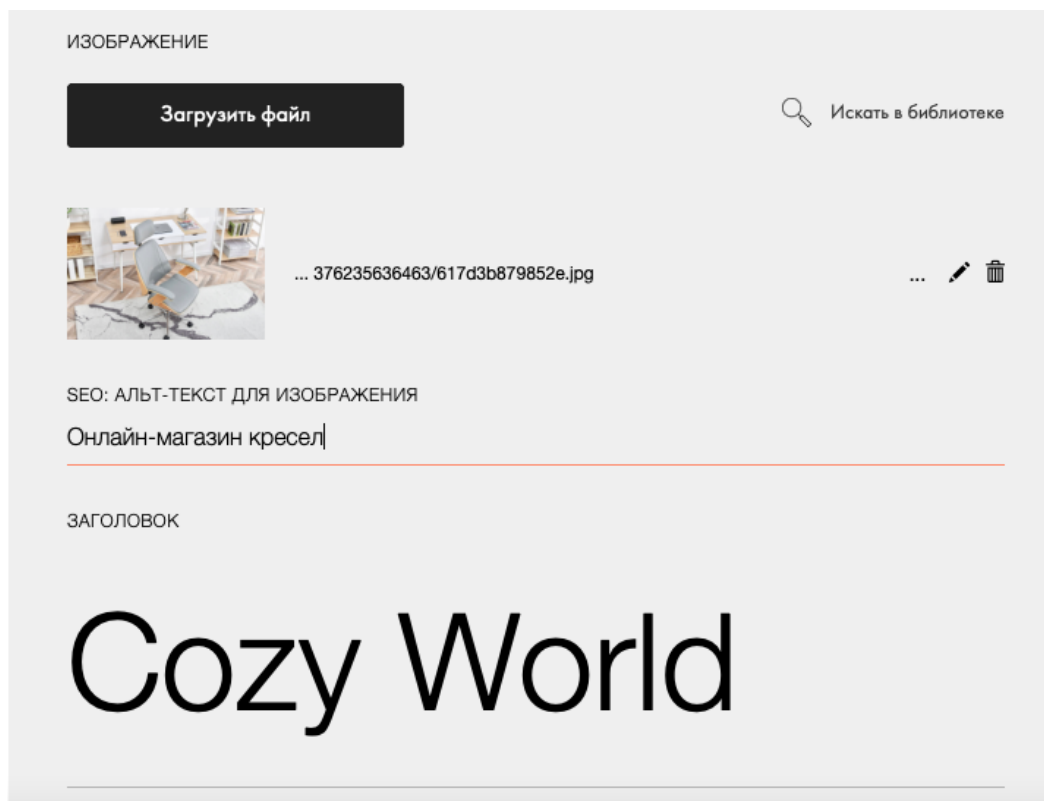 ИЗОБРАЖЕНИЕ
Загрузить файл
Искать в библиотеке
... 376235636463/617d3b879852e.jpg
...
SEO: АЛЬТ-ТЕКСТ ДЛЯ ИЗОБРАЖЕНИЯ
Онлайн-магазин кресел
ЗАГОЛОВОК
Cozy World